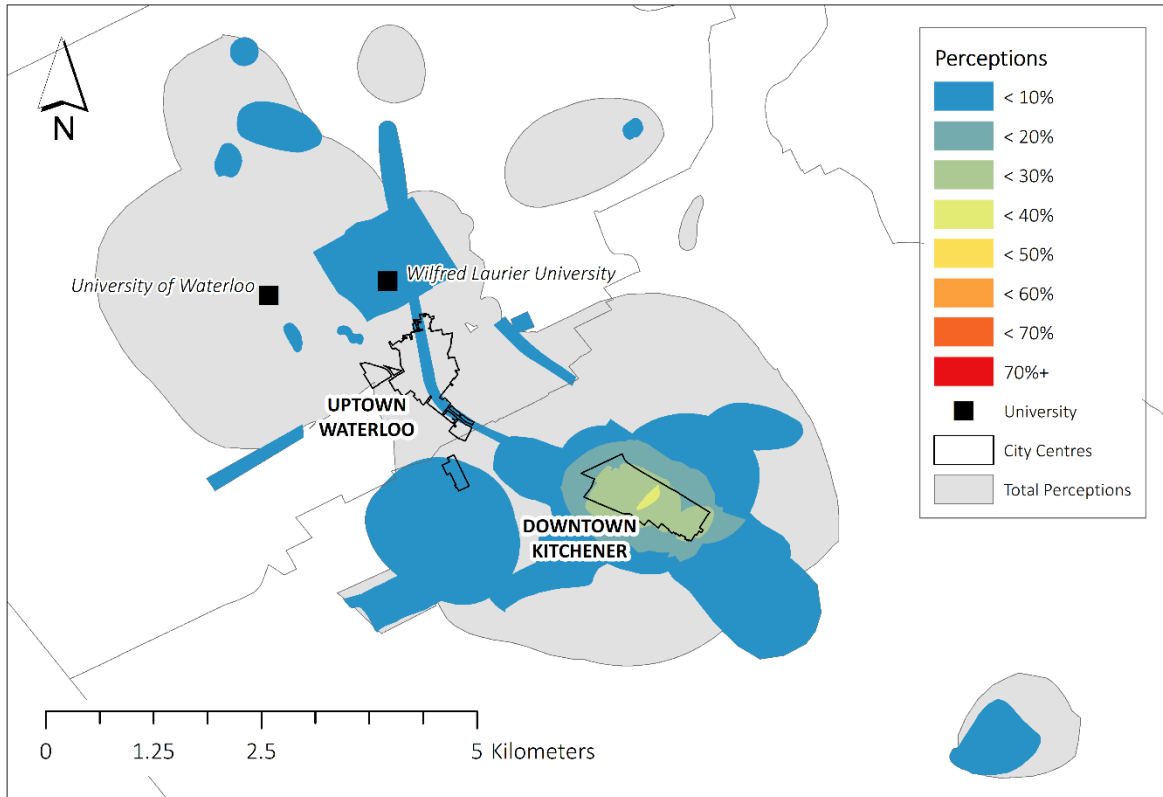 N
Perceptions
< 10%
< 20%
< 30%
< 40%
< 50%
< 60%
< 70%
70%+
University
City Centres
Total Perceptions
University of Waterloo
Wilfred Laurier University
UPTOWN
WATERLOO
DOWNTOWN
KITCHENER
0 1.25 2.5 5 Kilometers